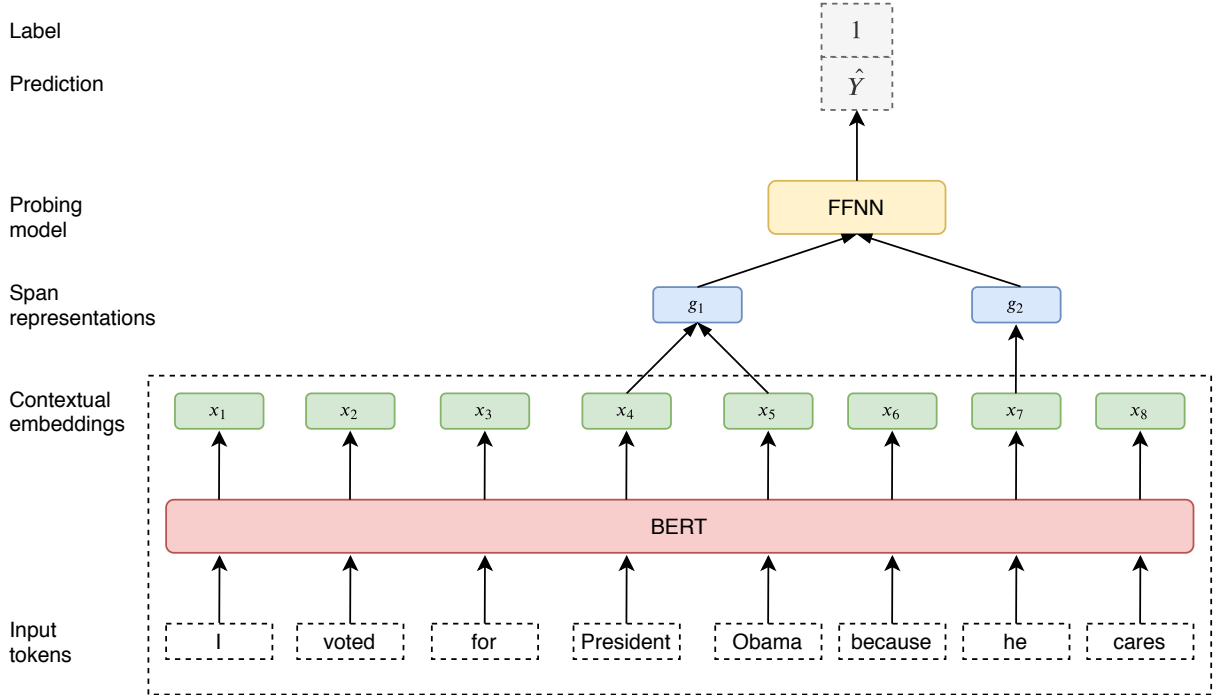 Label
1
Prediction
Ŷ
Probing
model
FFNN
Span
representations
g₁ g₂
Contextual
embeddings
x₁ x₂ x₃ x₄ x₅ x₆ x₇ x₈
BERT
Input
tokens
I voted for President Obama because he cares